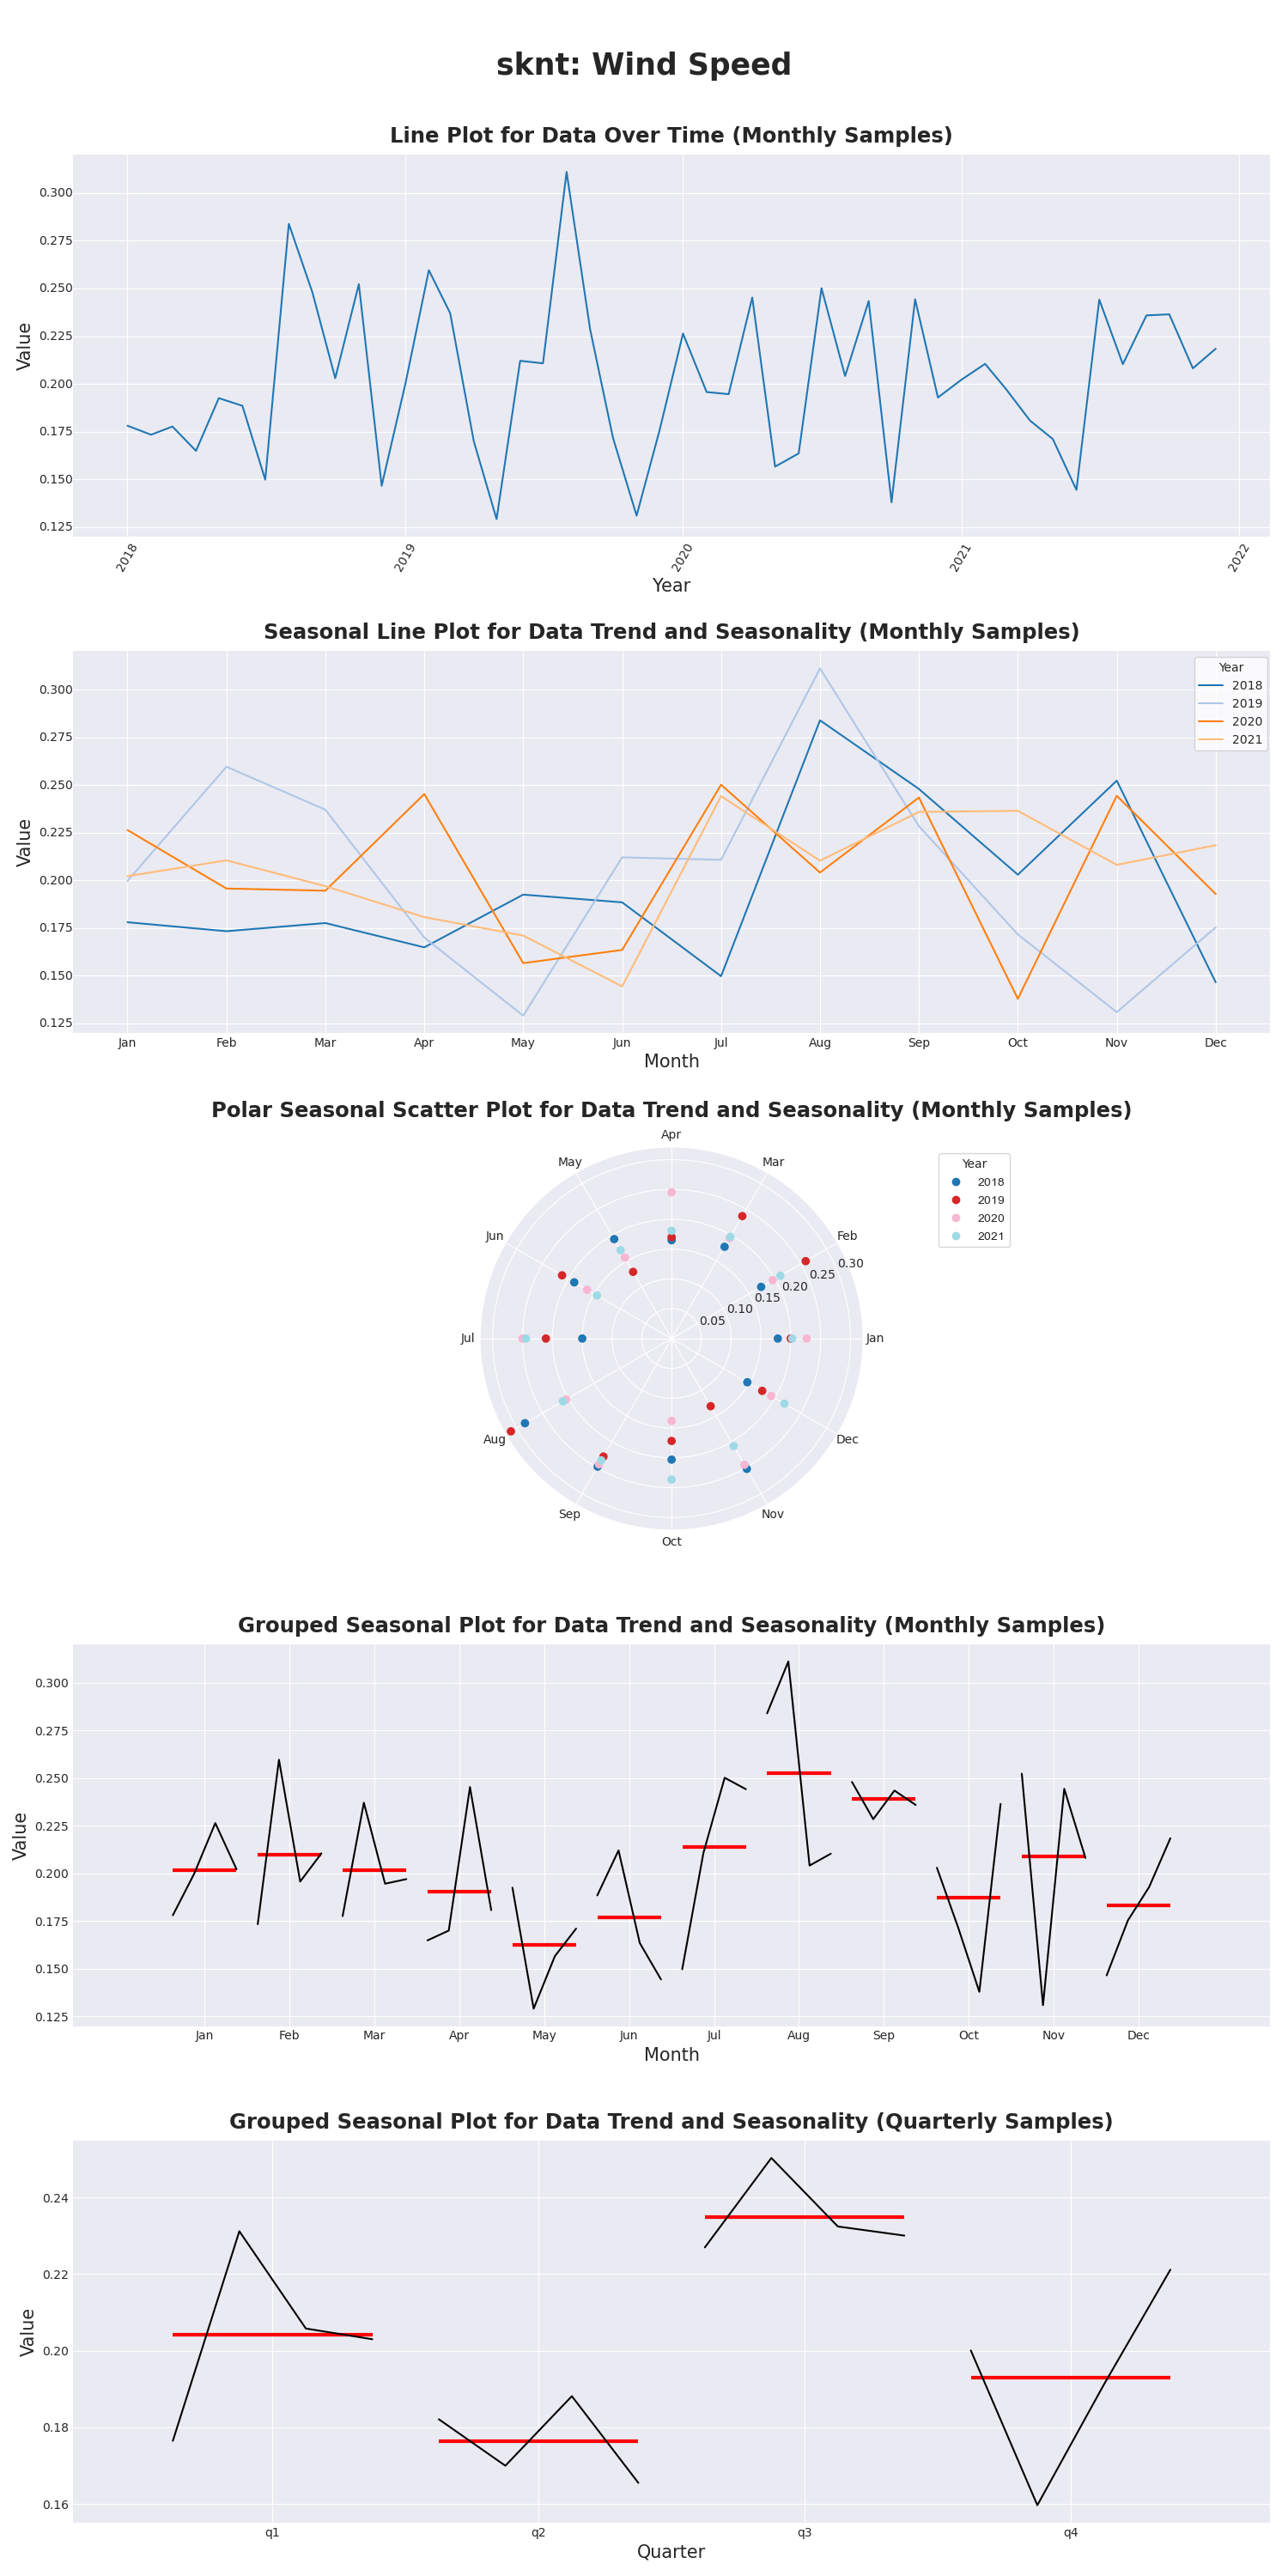 sknt: Wind Speed
Line Plot for Data Over Time (Monthly Samples)
0.300
0.275
0.250
0.225
0.200
0.175
0.150
0.125
Value
2018
2019
2020
2021
2022
Year
Seasonal Line Plot for Data Trend and Seasonality (Monthly Samples)
Year
2018
2019
2020
2021
0.300
0.275
0.250
0.225
0.200
0.175
0.150
0.125
Value
Jan
Feb
Mar
Apr
May
Jun
Jul
Aug
Sep
Oct
Nov
Dec
Month
Polar Seasonal Scatter Plot for Data Trend and Seasonality (Monthly Samples)
Apr
May
Mar
Jun
Feb
0.30
0.25
0.20
0.15
0.10
0.05
Jul
Jan
Aug
Dec
Sep
Nov
Oct
Year
2018
2019
2020
2021
Grouped Seasonal Plot for Data Trend and Seasonality (Monthly Samples)
0.300
0.275
0.250
0.225
0.200
0.175
0.150
0.125
Value
Jan
Feb
Mar
Apr
May
Jun
Jul
Aug
Sep
Oct
Nov
Dec
Month
Grouped Seasonal Plot for Data Trend and Seasonality (Quarterly Samples)
0.24
0.22
0.20
0.18
0.16
Value
q1
q2
q3
q4
Quarter